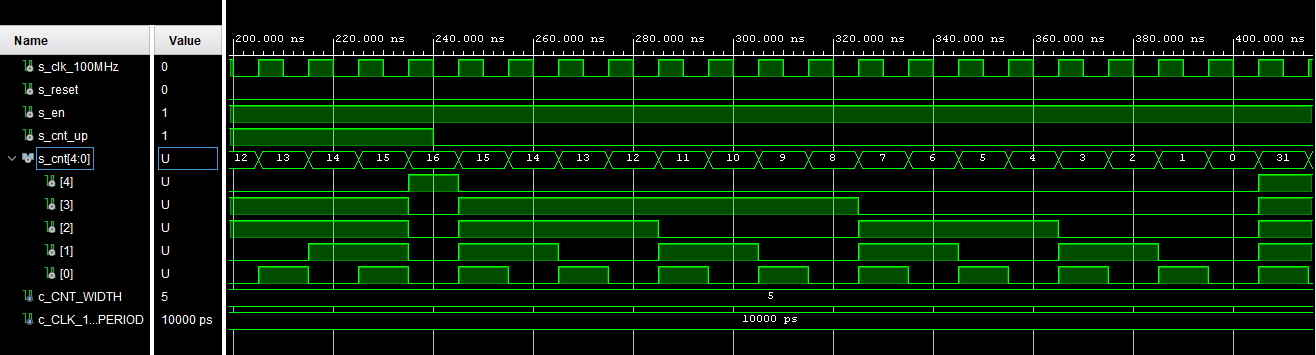 Name Value 200.000 ns 220.000 ns 240.000 ns 260.000 ns 280.000 ns 300.000 ns 320.000 ns 340.000 ns 360.000 ns 380.000 ns 400.000 ns
s_clk_100MHz 0
s_reset 0
s_en 1
s_cnt_up 1
s_cnt[4:0] U 12 13 14 15 16 15 14 13 12 11 10 9 8 7 6 5 4 3 2 1 0 31
[4] U
[3] U
[2] U
[1] U
[0] U
c_CNT_WIDTH 5 5
c_CLK_1...PERIOD 10000 ps 10000 ps